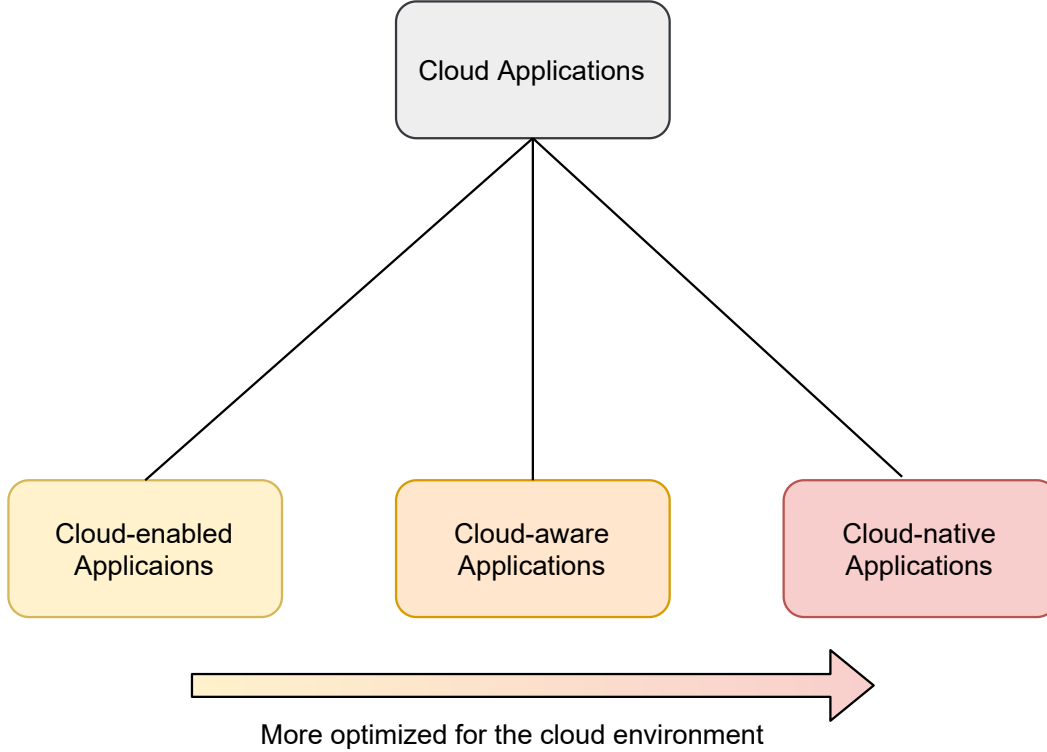 Cloud Applications
Cloud-enabled
Applicaions
Cloud-aware
Applications
Cloud-native
Applications
More optimized for the cloud environment